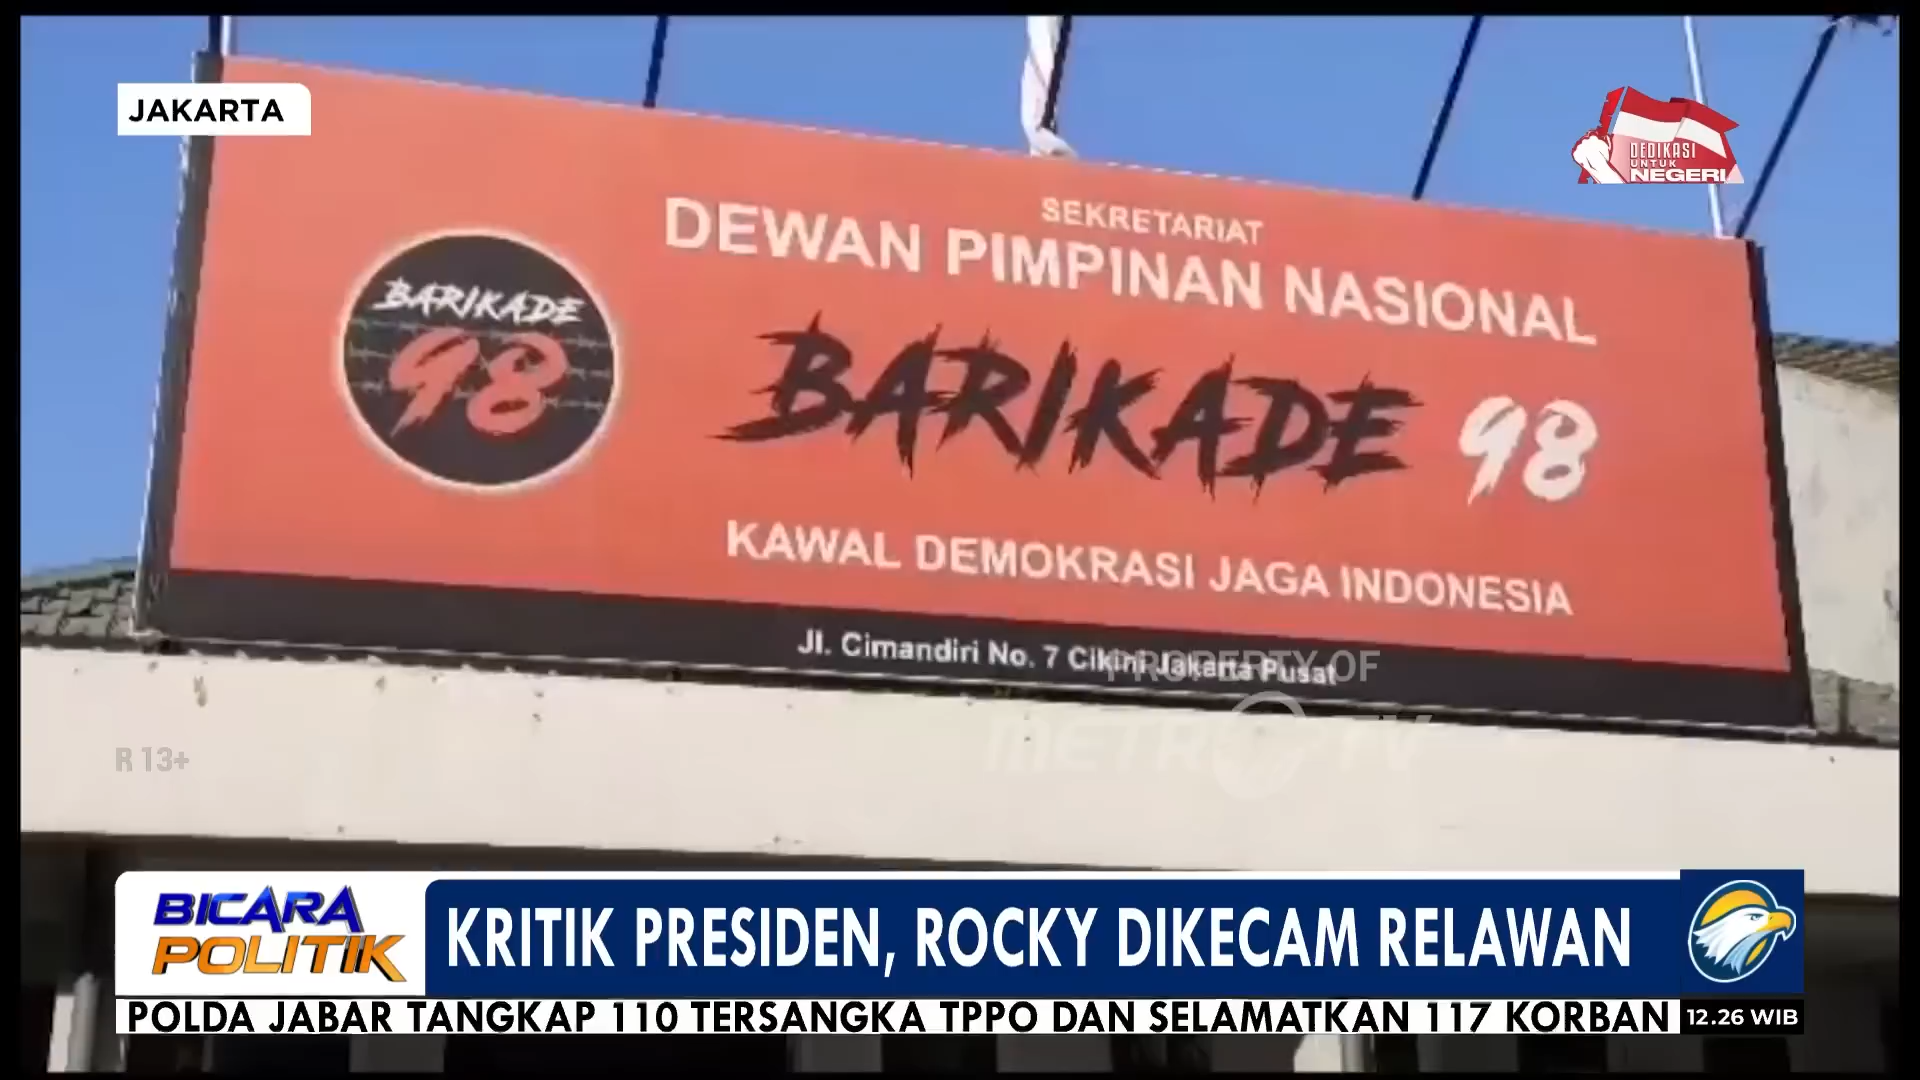 JAKARTA
DEDIKASI
UNTUK
NEGERI
SEKRETARIAT
DEWAN PIMPINAN NASIONAL
BARIKADE
98
BARIKADE 98
KAWAL DEMOKRASI JAGA INDONESIA
Jl. Cimandiri No. 7 Cikini Jakarta Pusat
PROPERTY OF
METRO TV
R 13+
BICARA
POLITIK
KRITIK PRESIDEN, ROCKY DIKECAM RELAWAN
POLDA JABAR TANGKAP 110 TERSANGKA TPPO DAN SELAMATKAN 117 KORBAN
12.26 WIB